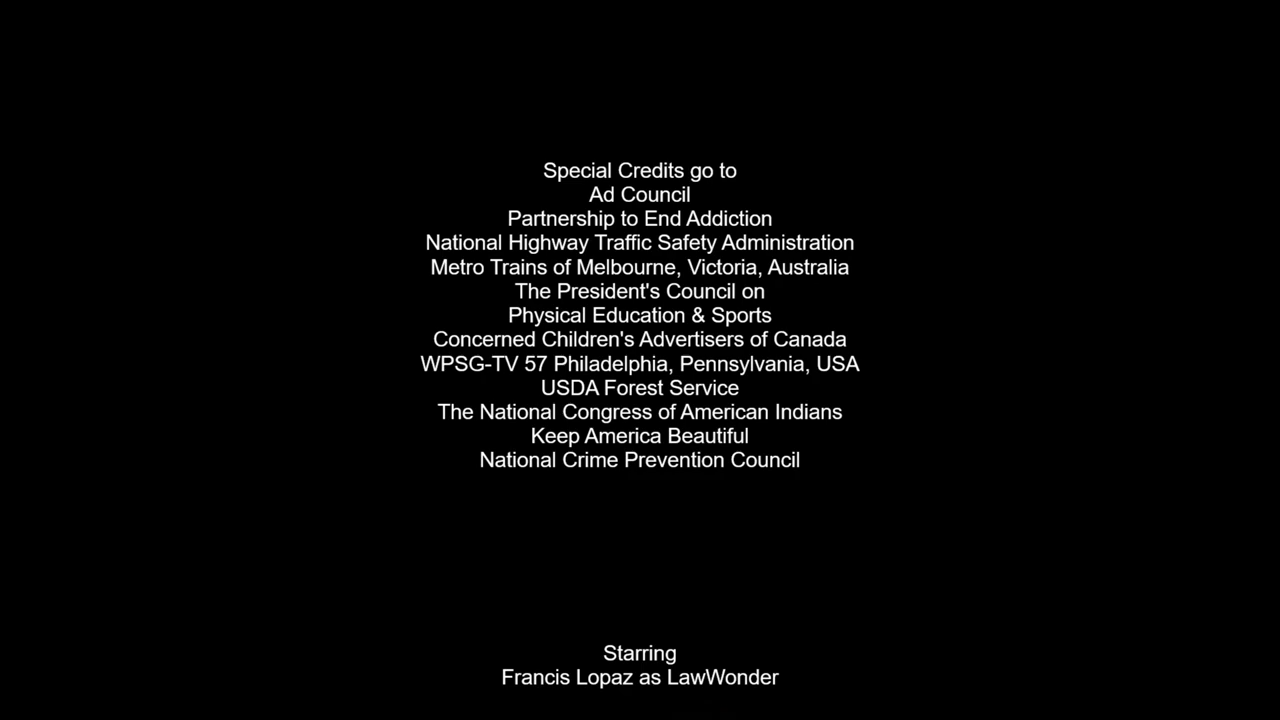 Special Credits go to
Ad Council
Partnership to End Addiction
National Highway Traffic Safety Administration
Metro Trains of Melbourne, Victoria, Australia
The President's Council on
Physical Education & Sports
Concerned Children's Advertisers of Canada
WPSG-TV 57 Philadelphia, Pennsylvania, USA
USDA Forest Service
The National Congress of American Indians
Keep America Beautiful
National Crime Prevention Council
Starring
Francis Lopaz as LawWonder